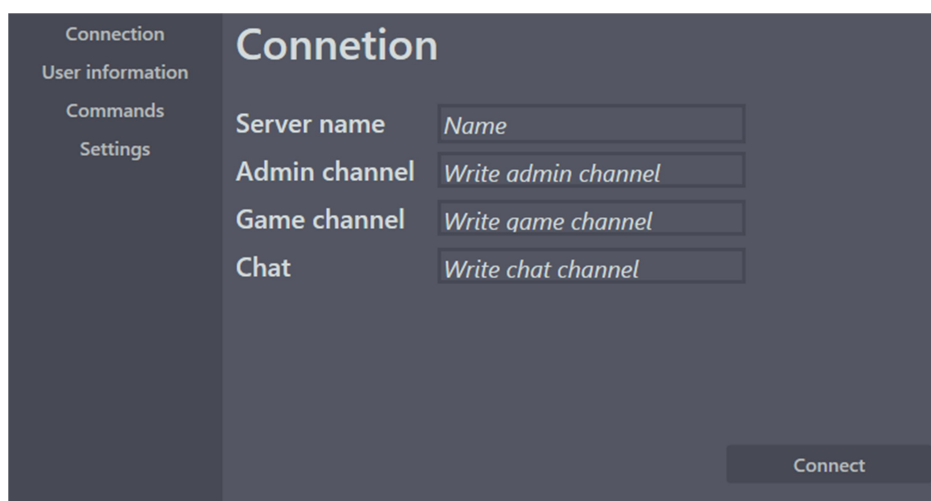 Connection
User information
Commands
Settings
Connetion
Server name Name
Admin channel Write admin channel
Game channel Write game channel
Chat Write chat channel
Connect